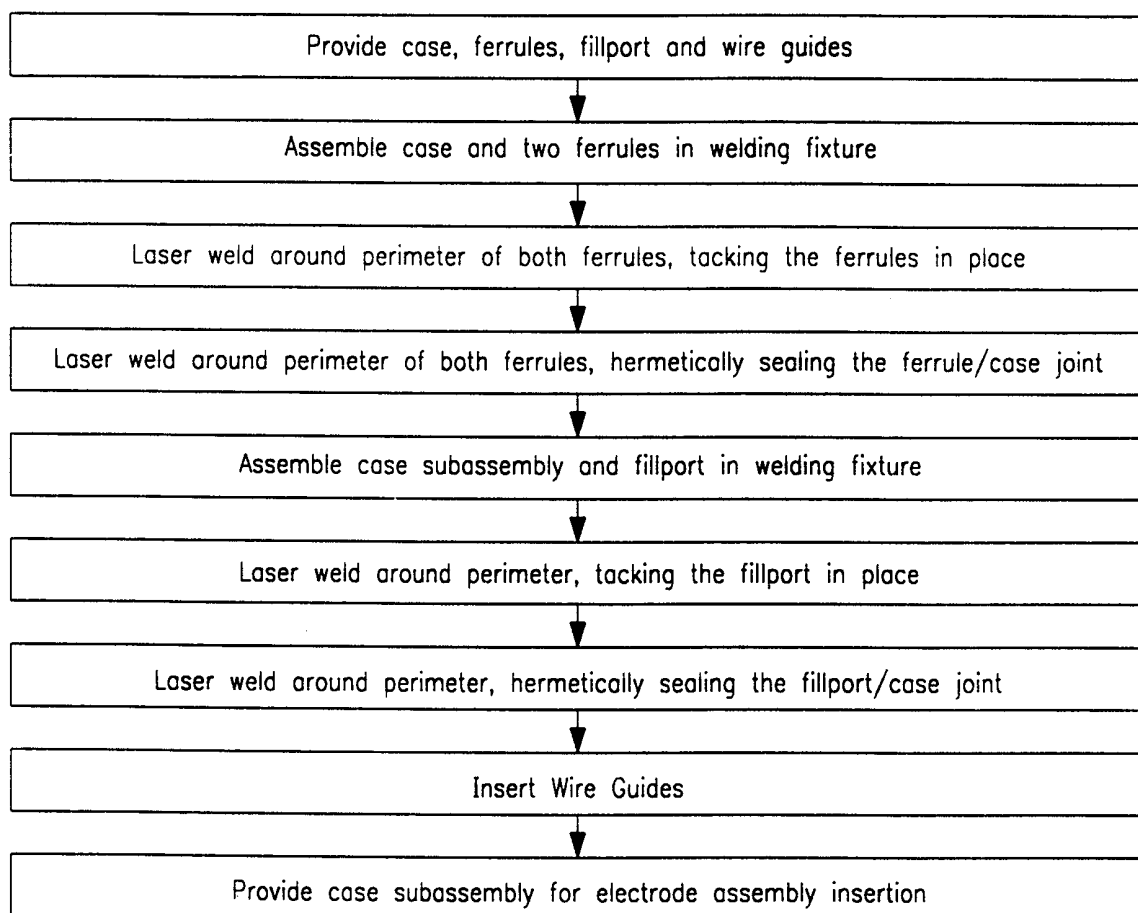 Provide case, ferrules, fillport and wire guides
Assemble case and two ferrules in welding fixture
Laser weld around perimeter of both ferrules, tacking the ferrules in place
Laser weld around perimeter of both ferrules, hermetically sealing the ferrule/case joint
Assemble case subassembly and fillport in welding fixture
Laser weld around perimeter, tacking the fillport in place
Laser weld around perimeter, hermetically sealing the fillport/case joint
Insert Wire Guides
Provide case subassembly for electrode assembly insertion